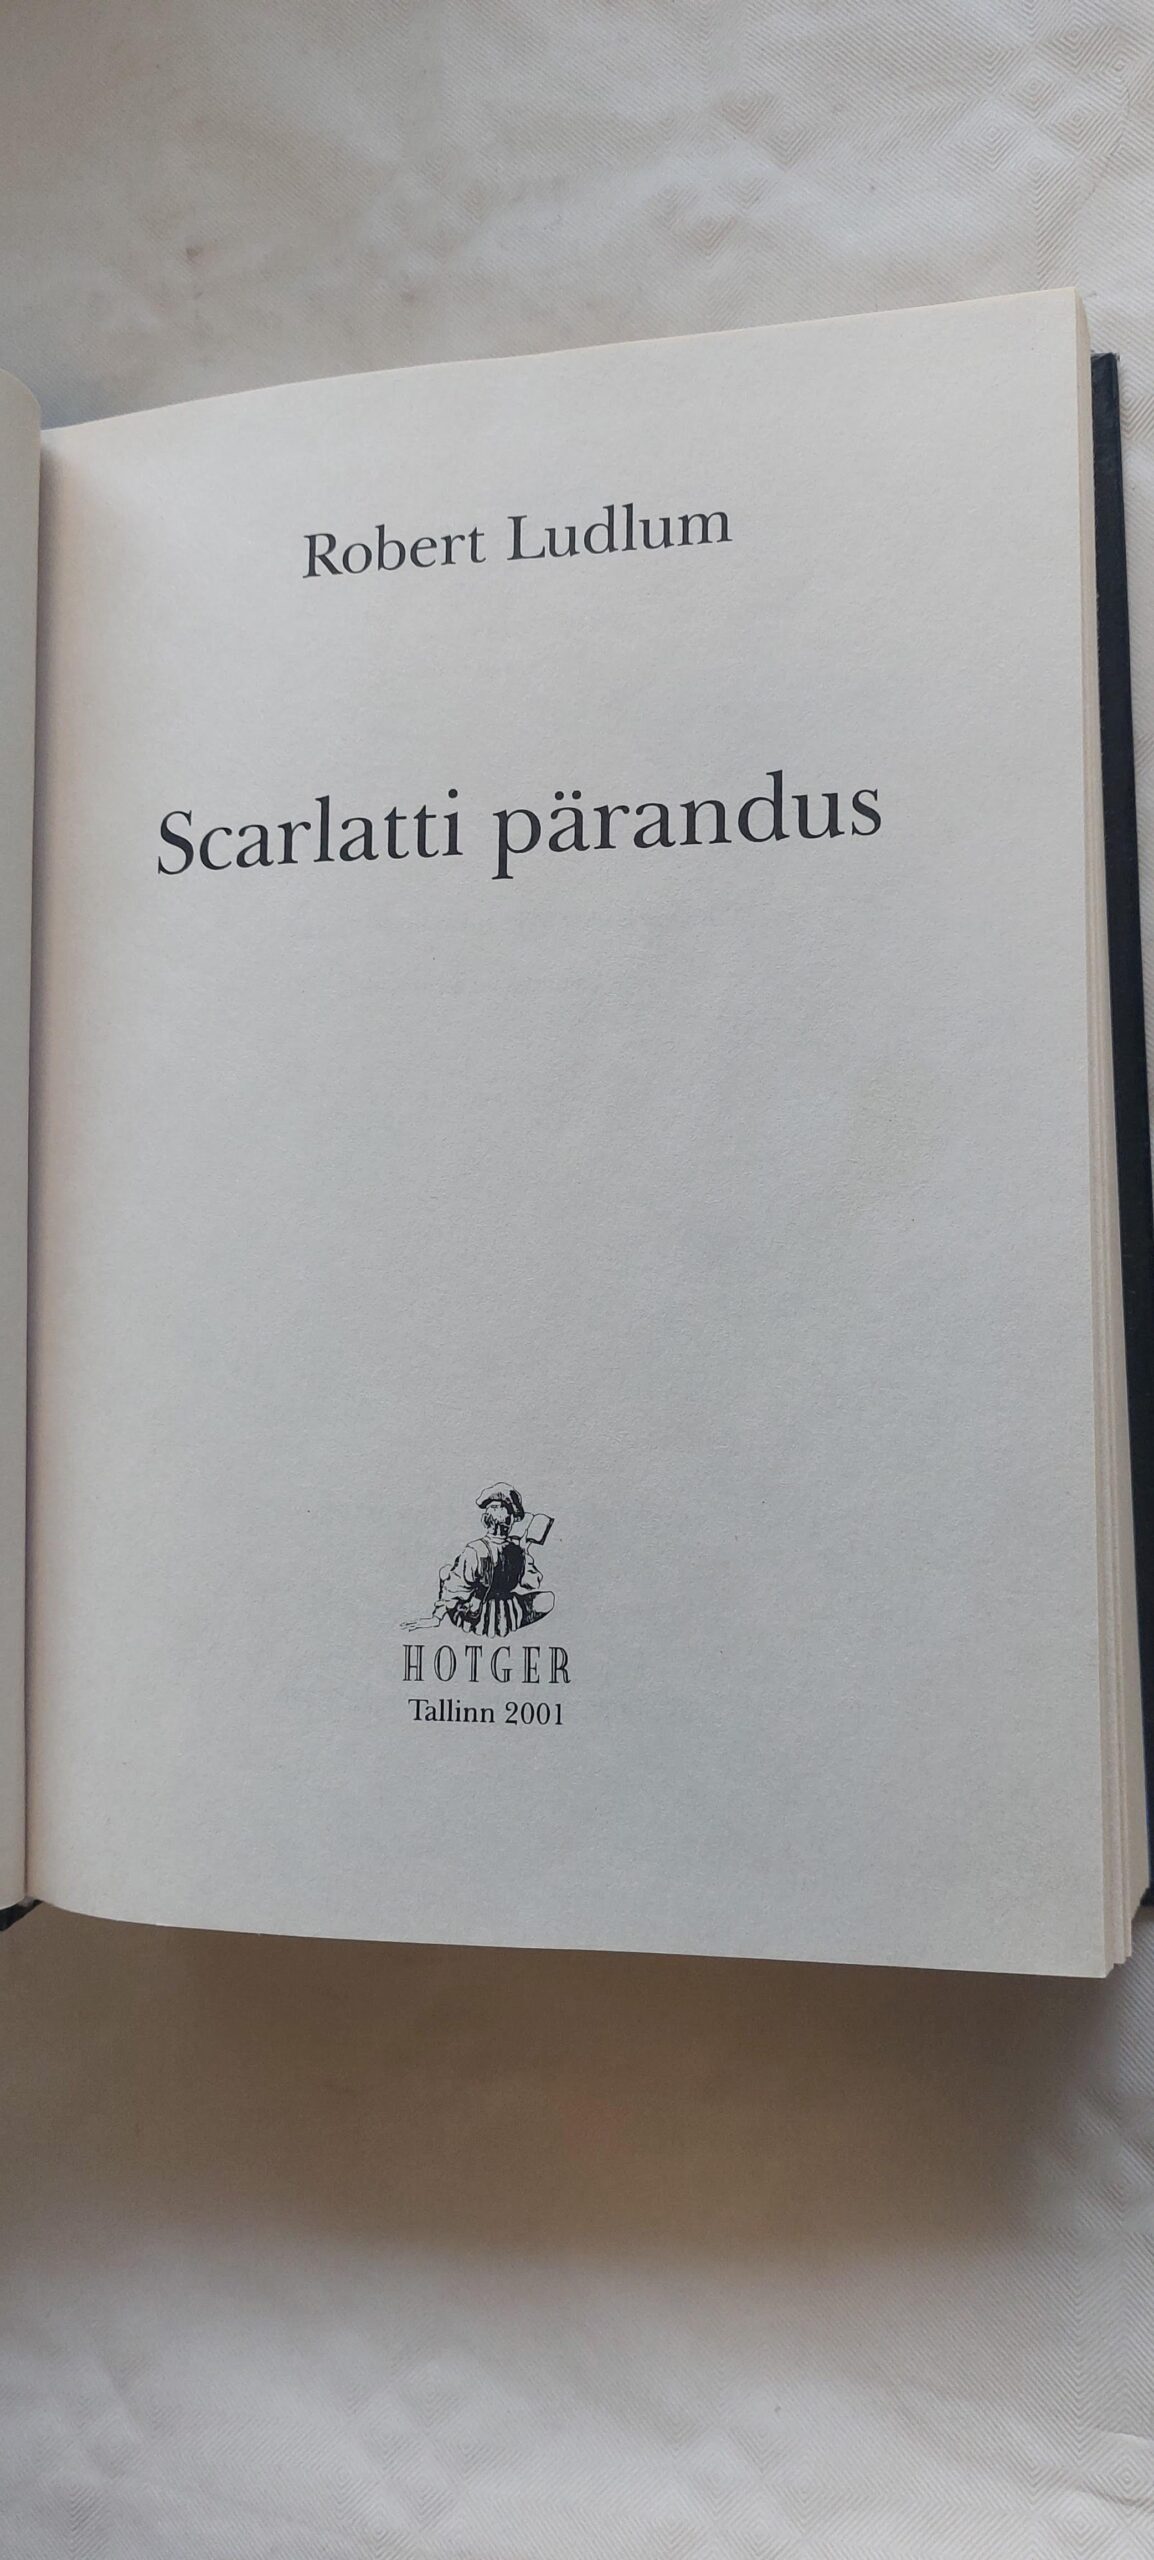 Robert Ludlum
Scarlatti pärandus
HOTGER
Tallinn 2001